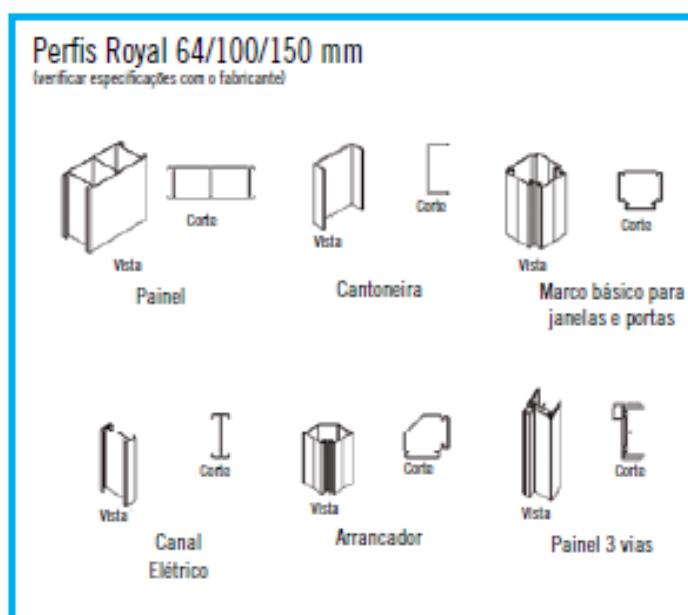 Perfis Royal 64/100/150 mm
(verificar especificações com o fabricante)
Corte
Vista
Painel
Corte
Vista
Cantoneira
Corte
Vista
Marco básico para
janelas e portas
Corte
Vista
Canal
Elétrico
Corte
Vista
Arrancador
Corte
Vista
Painel 3 vias